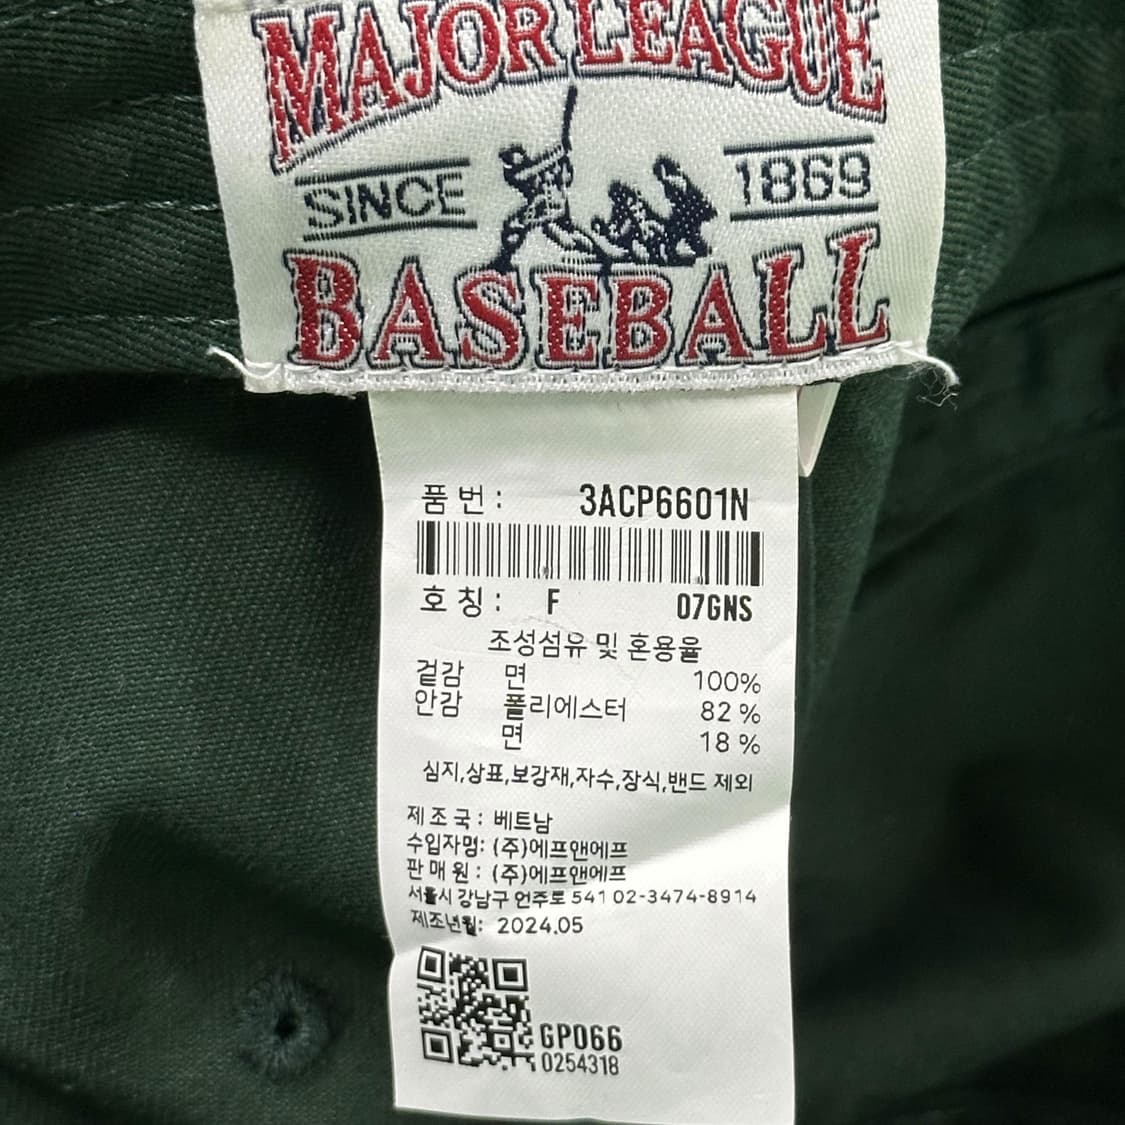 MAJOR LEAGUE
SINCE 1869
BASEBALL
품 번 : 3ACP6601N
호 칭 : F 07GNS
조성섬유 및 혼용율
겉감 면 100%
안감 폴리에스터 82 %
면 18 %
심지,상표,보강재,자수,장식,밴드 제외
제 조 국 : 베트남
수입자명: (주)에프앤에프
판 매 원 : (주)에프앤에프
서울시 강남구 언주로 541 02-3474-8914
제조년월: 2024.05
GP066
0254318